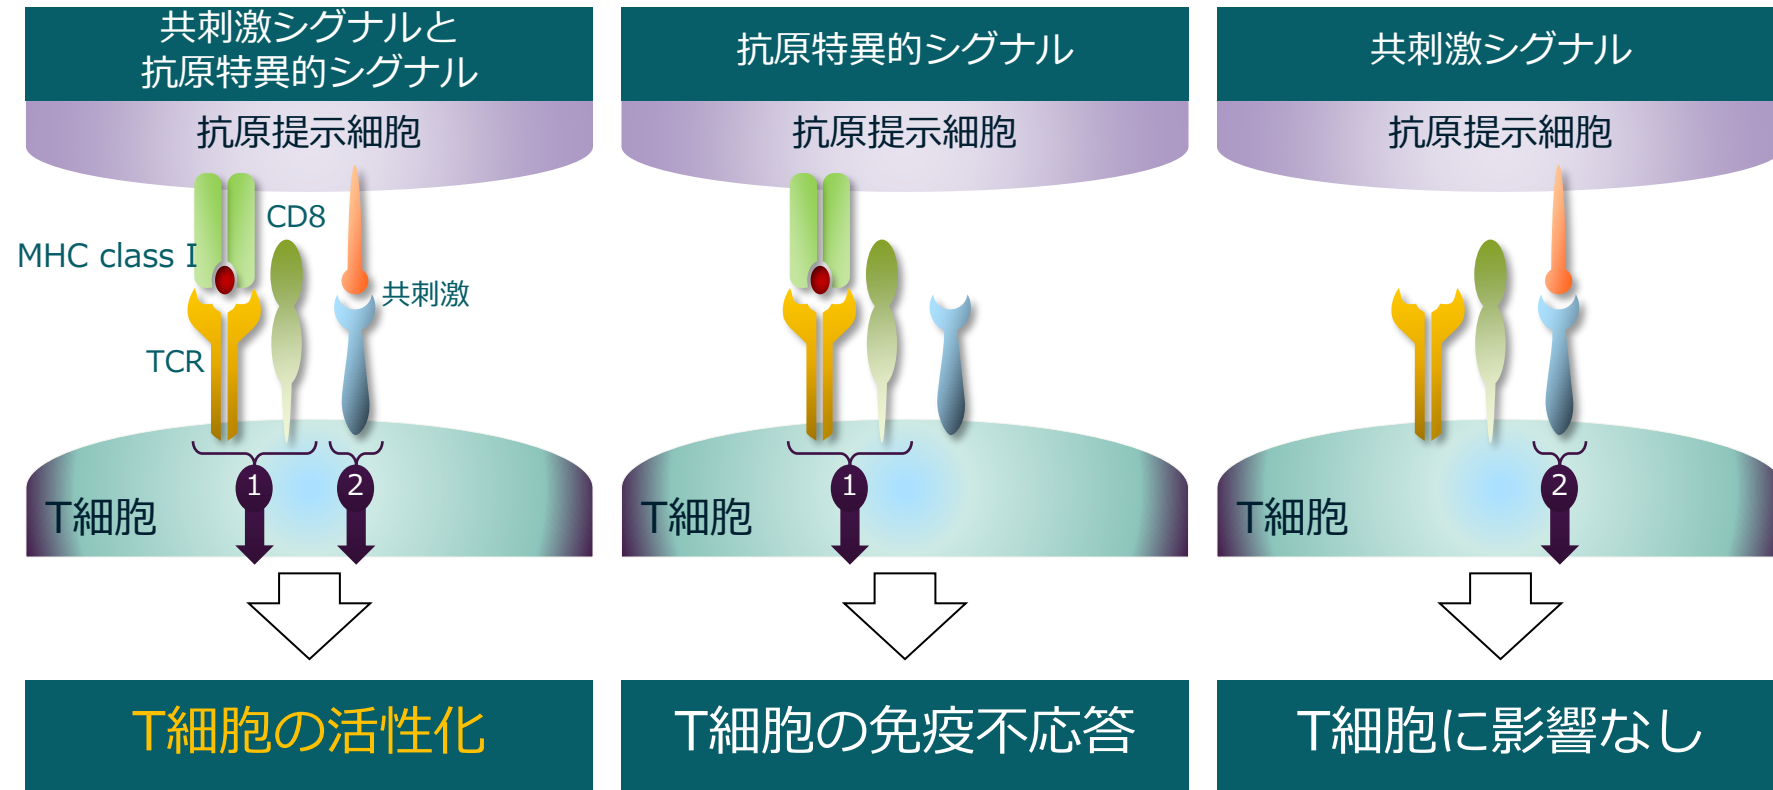 共刺激シグナルと
抗原特異的シグナル
抗原提示細胞
CD8
MHC class I
共刺激
TCR
1
2
T細胞
T細胞の活性化
抗原特異的シグナル
抗原提示細胞
1
T細胞
T細胞の免疫不応答
共刺激シグナル
抗原提示細胞
2
T細胞
T細胞に影響なし